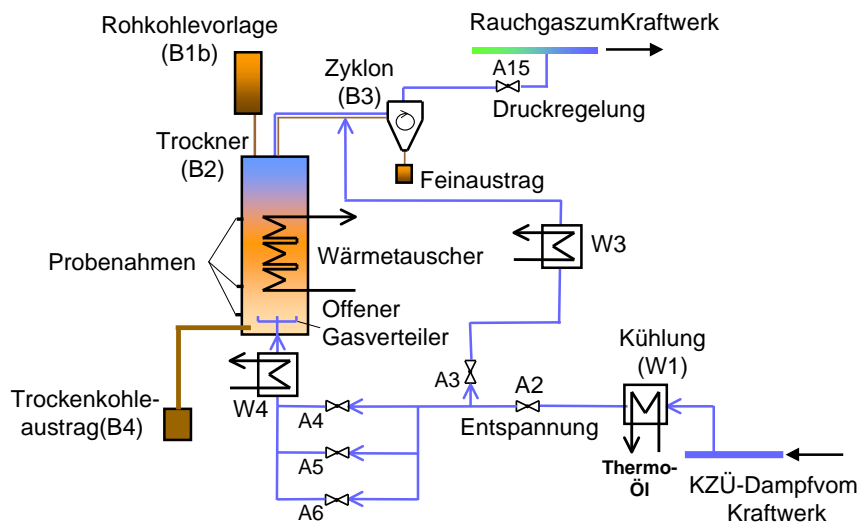 Rohkohlevorlage
(B1b)
RauchgaszumKraftwerk
A15
Druckregelung
Zyklon
(B3)
Trockner
(B2)
Feinaustrag
Probenahmen
Wärmetauscher
W3
Offener
Gasverteiler
Kühlung
(W1)
A3
A2
W4
A4
Entspannung
Trockenkohle-
austrag(B4)
A5
Thermo-
Öl
A6
KZÜ-Dampfvom
Kraftwerk